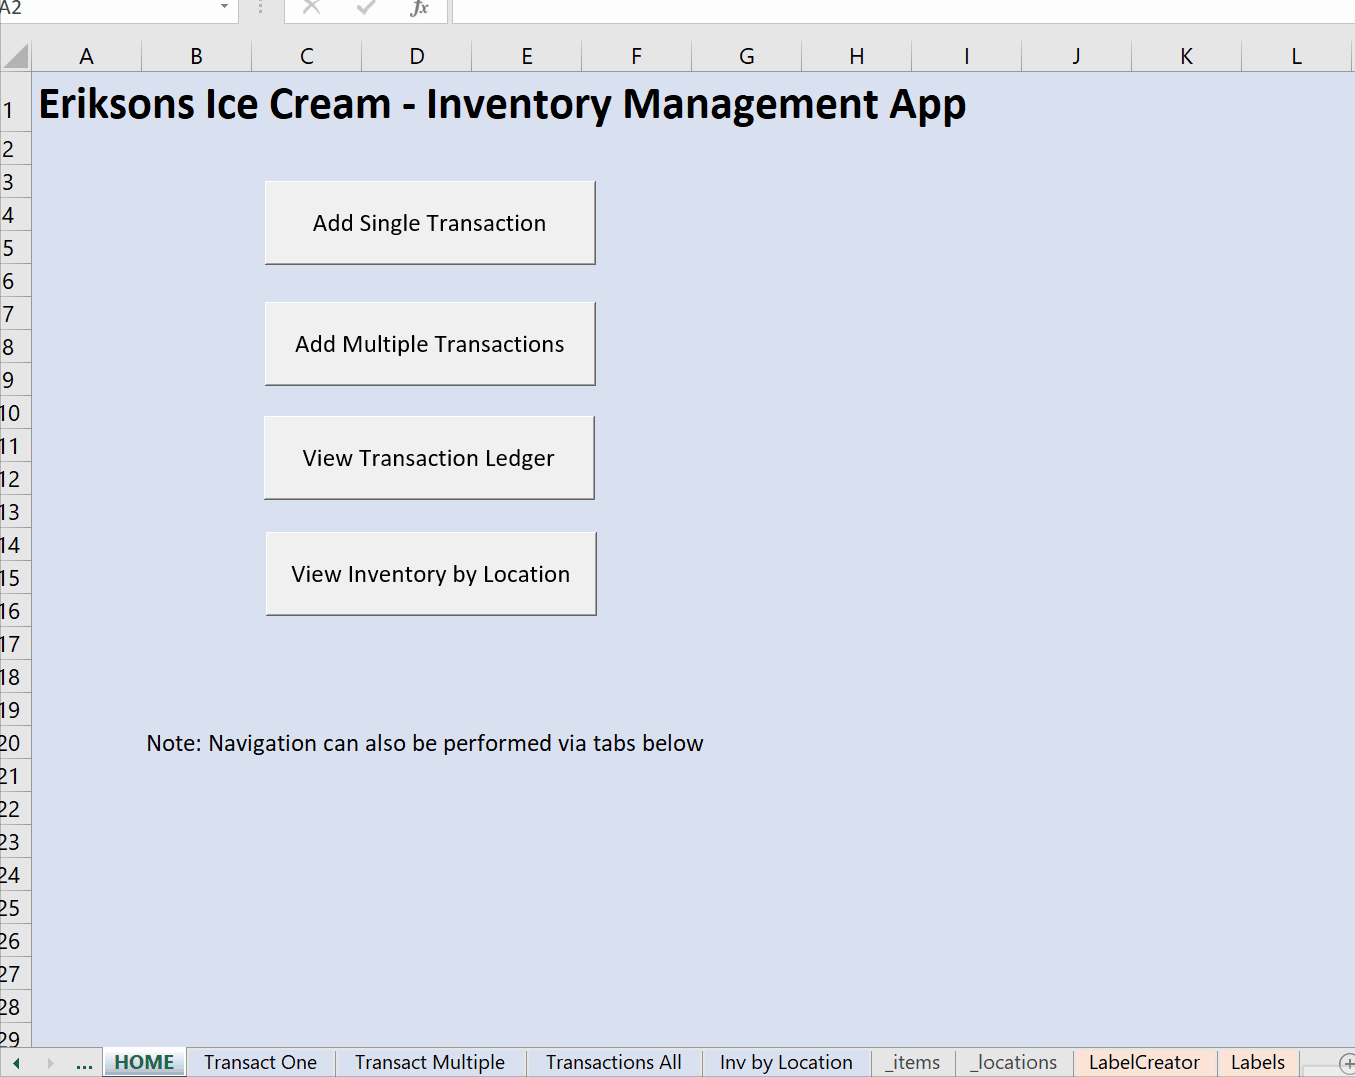 A2 fx
A B C D E F G H I J K L
1 Eriksons Ice Cream - Inventory Management App
2
3
4 Add Single Transaction
5
6
7
8 Add Multiple Transactions
9
10
11 View Transaction Ledger
12
13
14
15 View Inventory by Location
16
17
18
19
20 Note: Navigation can also be performed via tabs below
21
22
23
24
25
26
27
28
29
... HOME Transact One Transact Multiple Transactions All Inv by Location _items _locations LabelCreator Labels